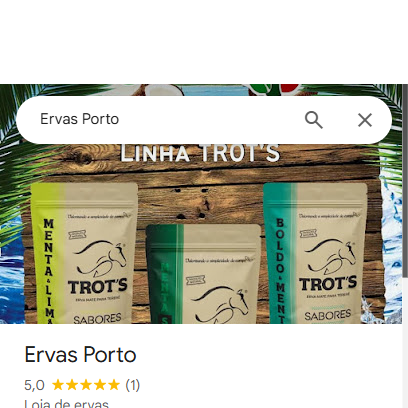 Ervas Porto
LINHA TROT'S
MENTA & LIMA
TROT'S
SABORES
BOLDO & MENT
TROT'S
SABORES
Ervas Porto
5,0 ★★★★★ (1)
Loja de ervas